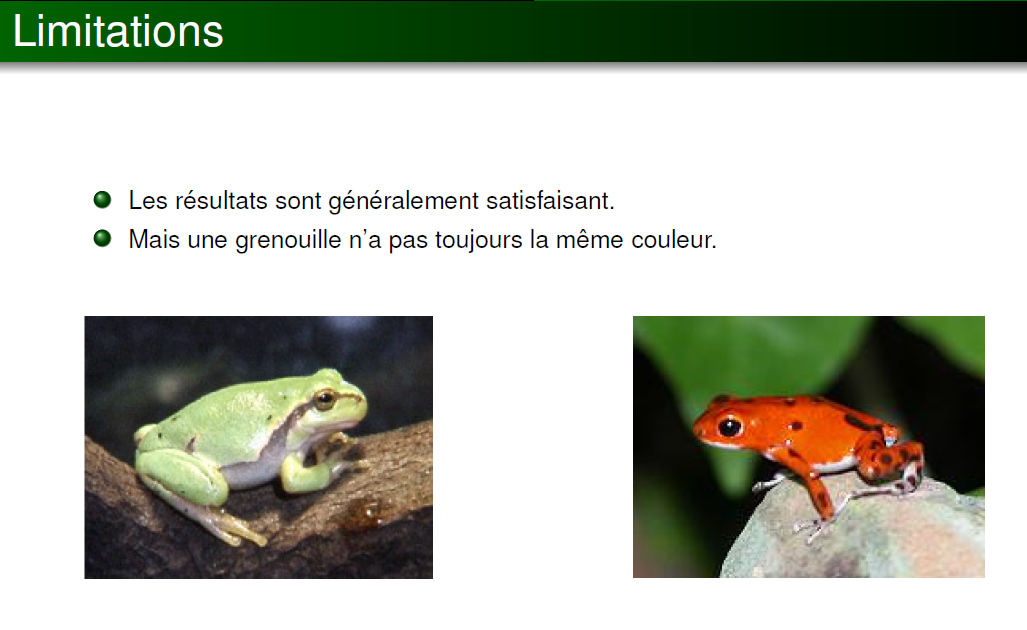 Limitations
Les résultats sont généralement satisfaisant.
Mais une grenouille n'a pas toujours la même couleur.